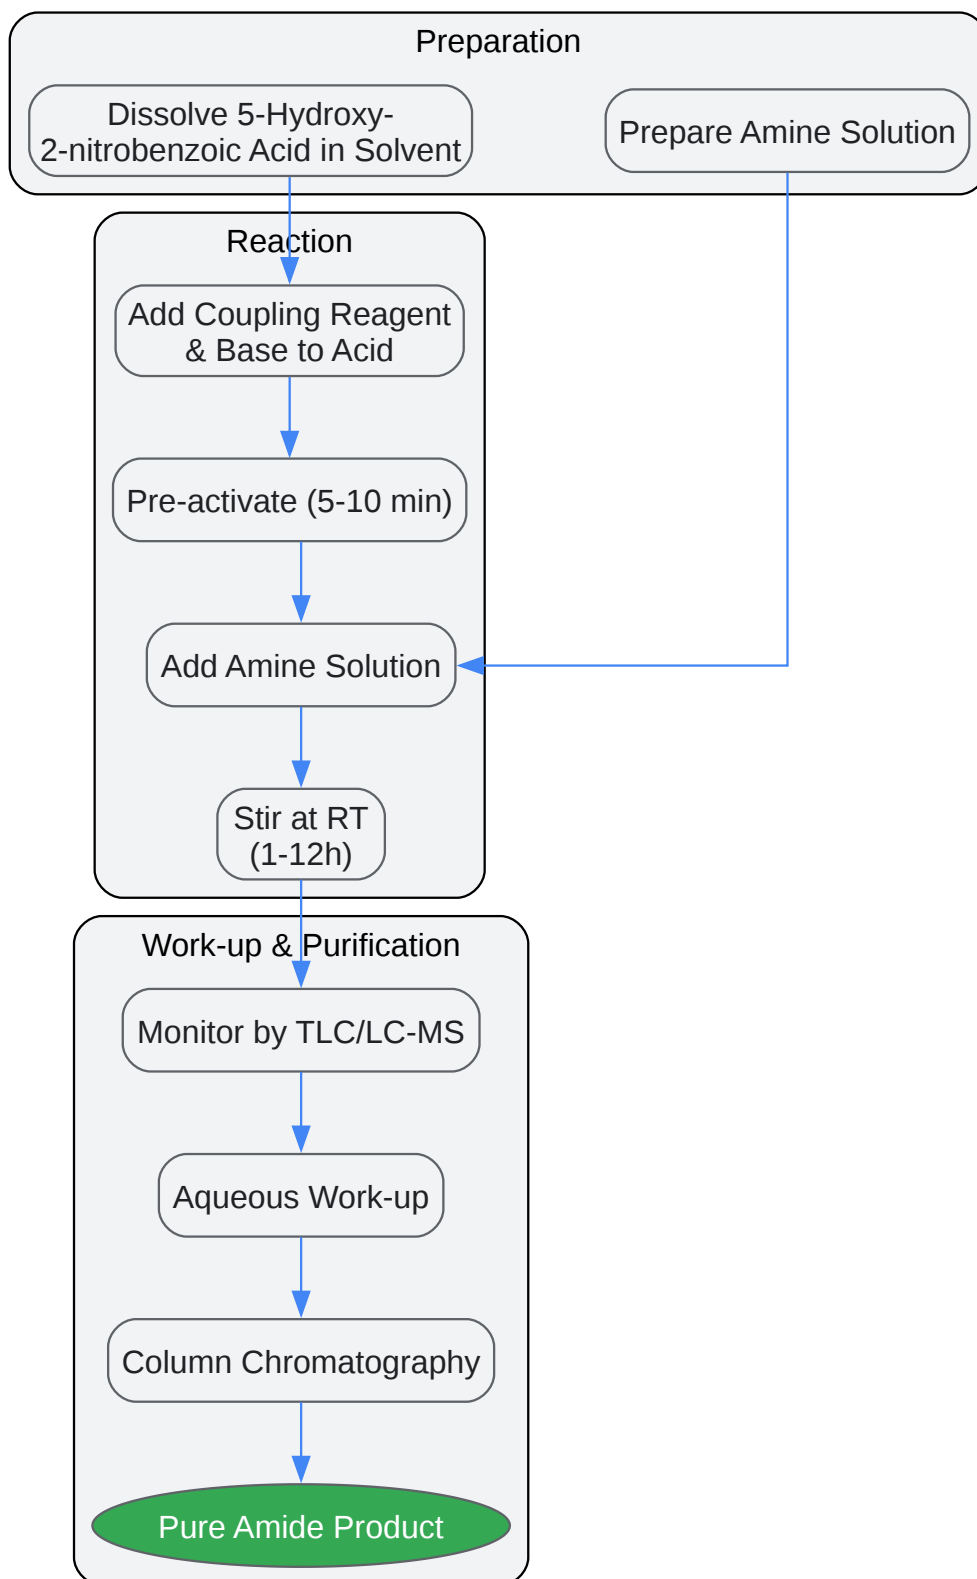 Preparation
Dissolve 5-Hydroxy-
2-nitrobenzoic Acid in Solvent
Prepare Amine Solution
Reaction
Add Coupling Reagent
& Base to Acid
Pre-activate (5-10 min)
Add Amine Solution
Stir at RT
(1-12h)
Work-up & Purification
Monitor by TLC/LC-MS
Aqueous Work-up
Column Chromatography
Pure Amide Product